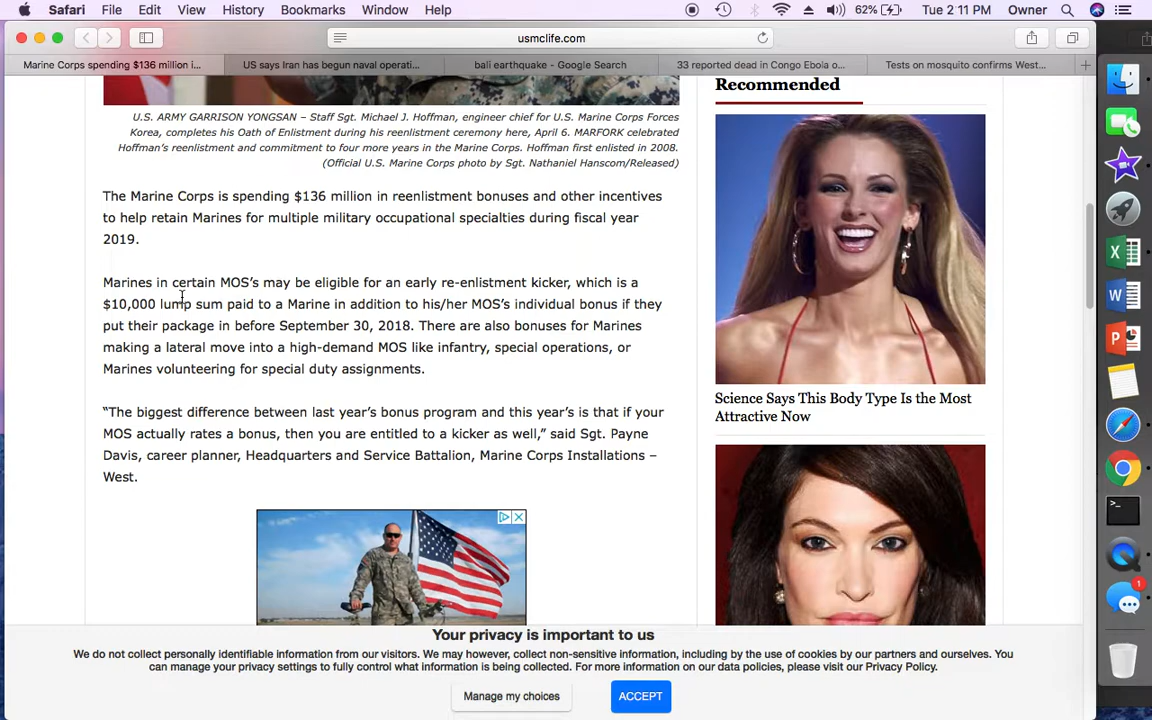 Safari File Edit View History Bookmarks Window Help 62% Tue 2:11 PM Owner
usmclife.com
Marine Corps spending $136 million i... US says Iran has begun naval operati... bali earthquake - Google Search 33 reported dead in Congo Ebola o... Tests on mosquito confirms West...
U.S. ARMY GARRISON YONGSAN – Staff Sgt. Michael J. Hoffman, engineer chief for U.S. Marine Corps Forces
Korea, completes his Oath of Enlistment during his reenlistment ceremony here, April 6. MARFORK celebrated
Hoffman's reenlistment and commitment to four more years in the Marine Corps. Hoffman first enlisted in 2008.
(Official U.S. Marine Corps photo by Sgt. Nathaniel Hanscom/Released)
The Marine Corps is spending $136 million in reenlistment bonuses and other incentives
to help retain Marines for multiple military occupational specialties during fiscal year
2019.
Marines in certain MOS's may be eligible for an early re-enlistment kicker, which is a
$10,000 lump sum paid to a Marine in addition to his/her MOS's individual bonus if they
put their package in before September 30, 2018. There are also bonuses for Marines
making a lateral move into a high-demand MOS like infantry, special operations, or
Marines volunteering for special duty assignments.
“The biggest difference between last year's bonus program and this year's is that if your
MOS actually rates a bonus, then you are entitled to a kicker as well,” said Sgt. Payne
Davis, career planner, Headquarters and Service Battalion, Marine Corps Installations –
West.
Recommended
Science Says This Body Type Is the Most
Attractive Now
Your privacy is important to us
We do not collect personally identifiable information from our visitors. We may however, collect non-sensitive information, including by the use of cookies by our partners and ourselves. You
can manage your privacy settings to fully control what information is being collected. For more information on our data policies, please visit our Privacy Policy.
Manage my choices ACCEPT
1